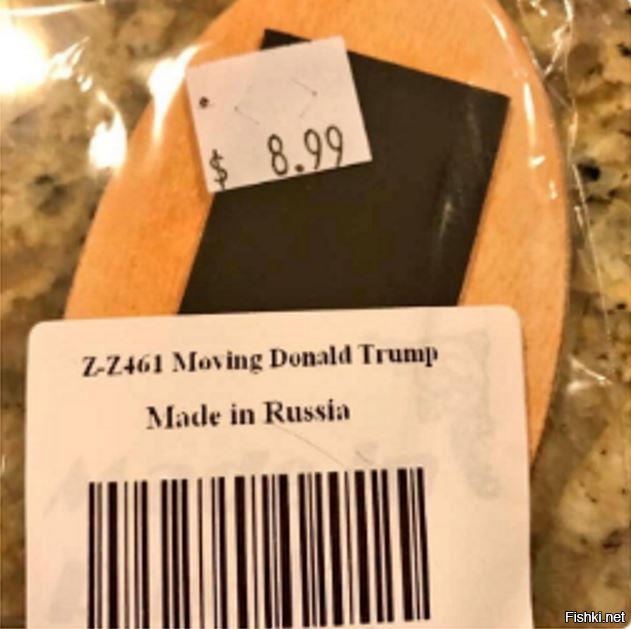 $ 8.99
Z-Z461 Moving Donald Trump
Made in Russia
Fishki.net